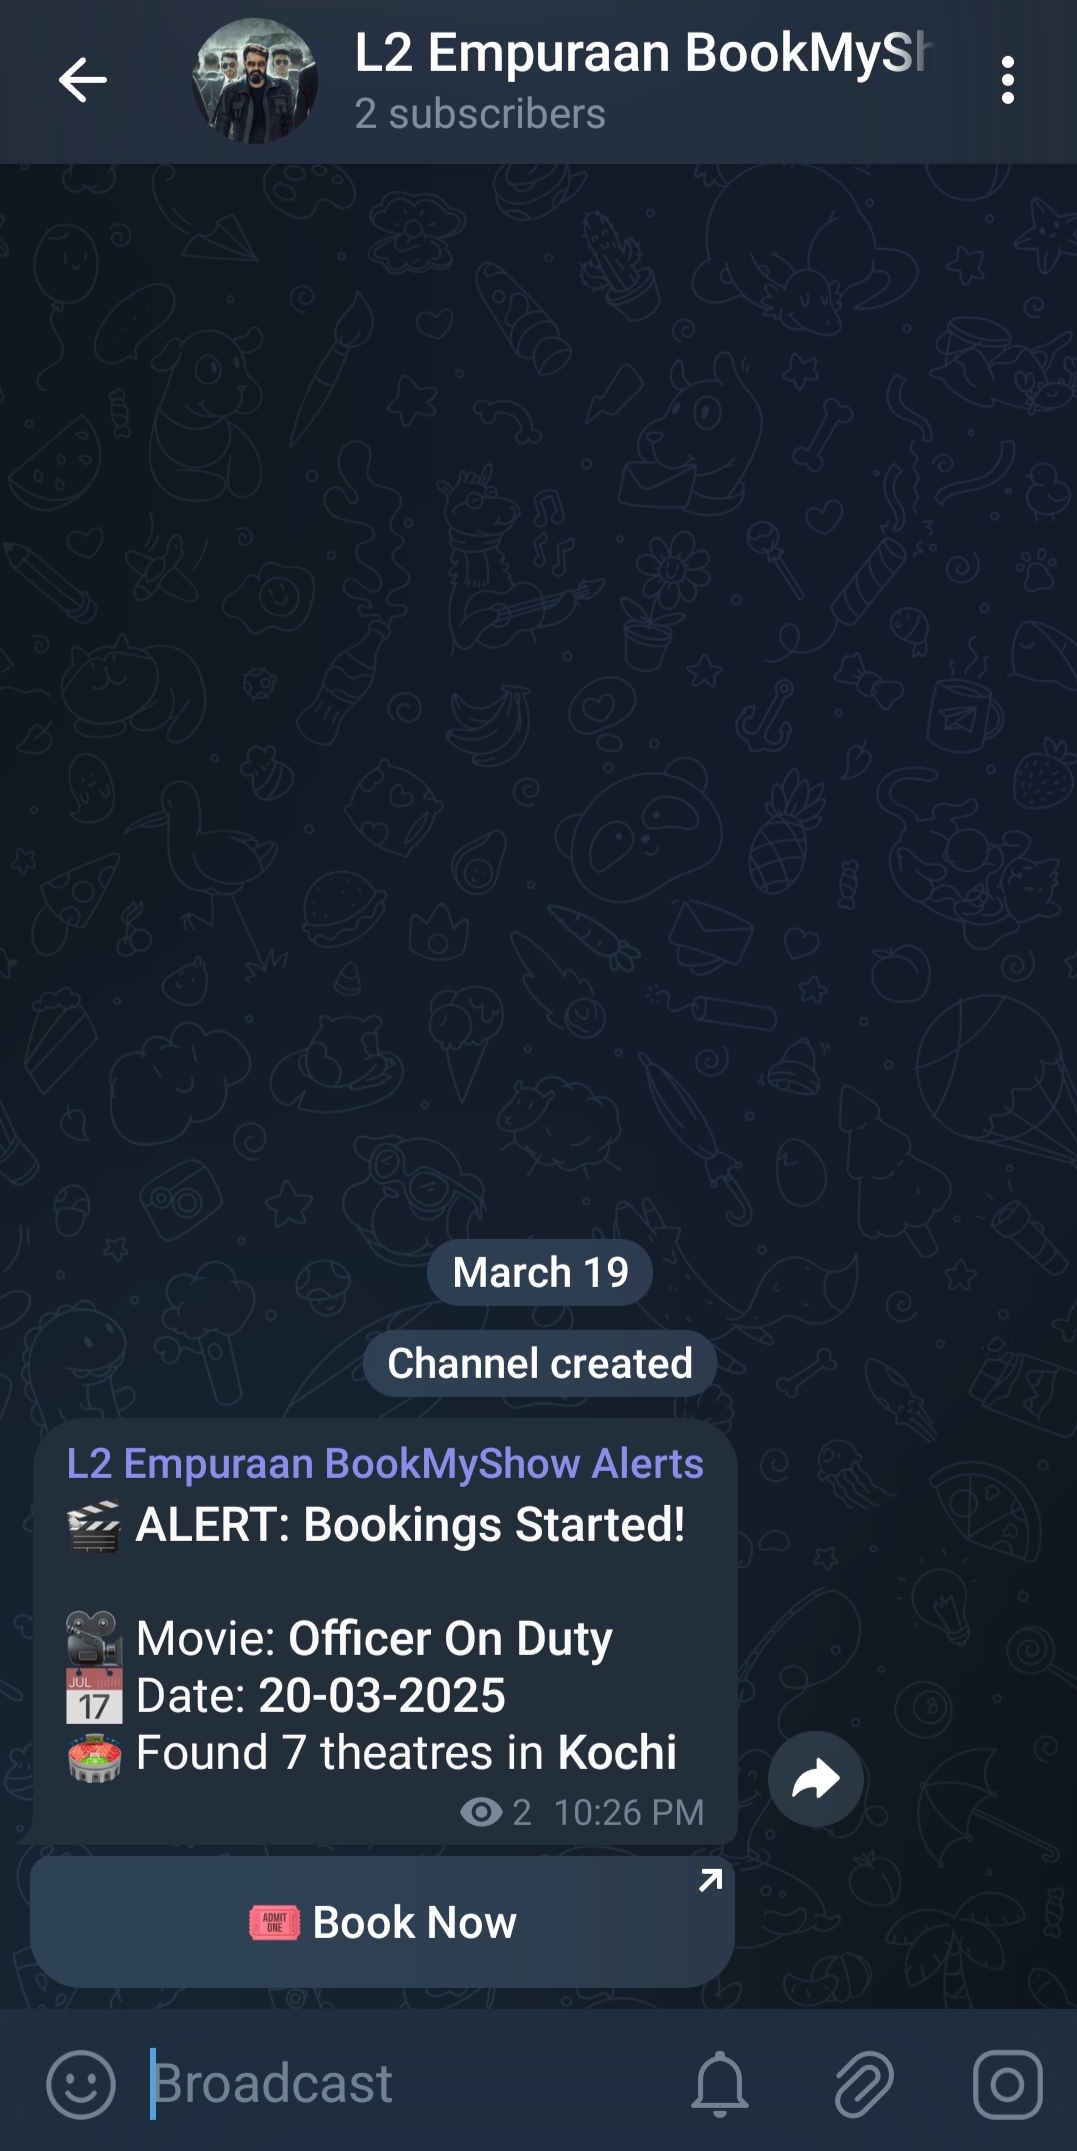 L2 Empuraan BookMySh
2 subscribers
March 19
Channel created
L2 Empuraan BookMyShow Alerts
🎬 ALERT: Bookings Started!
🎥 Movie: Officer On Duty
📅 Date: 20-03-2025
🏟️ Found 7 theatres in Kochi
2 10:26 PM
🎟️ Book Now
Broadcast